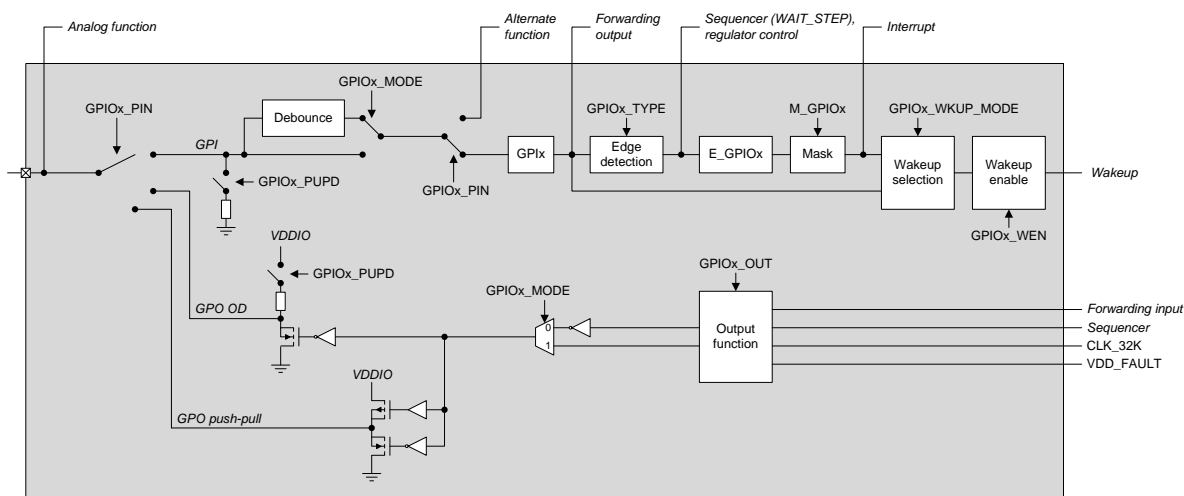 Analog function
Alternate
function
Forwarding
output
Sequencer (WAIT_STEP),
regulator control
Interrupt
GPIOx_PIN
GPI
Debounce
GPIOx_MODE
GPIOx_PUPD
GPIOx_PIN
GPIx
GPIOx_TYPE
Edge
detection
E_GPIOx
M_GPIOx
Mask
GPIOx_WKUP_MODE
Wakeup
selection
Wakeup
enable
GPIOx_WEN
Wakeup
VDDIO
GPIOx_PUPD
GPO OD
GPIOx_MODE
0
1
GPIOx_OUT
Output
function
Forwarding input
Sequencer
CLK_32K
VDD_FAULT
VDDIO
GPO push-pull